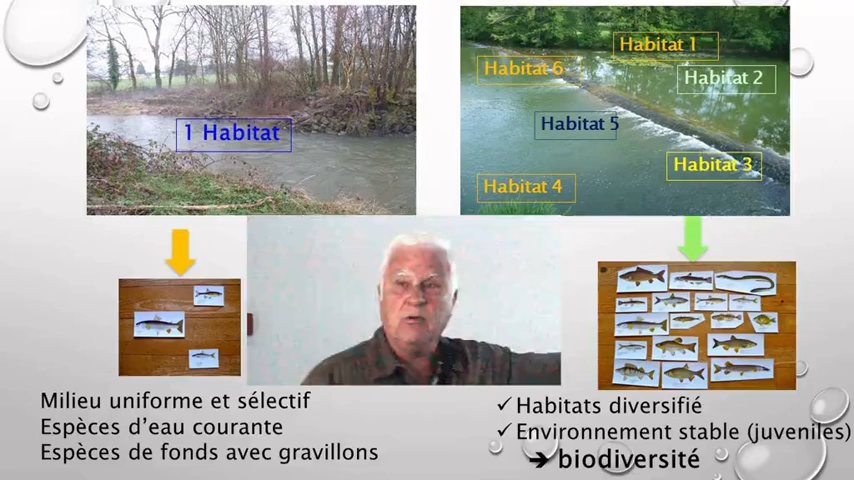 1 Habitat
Habitat 1
Habitat 6
Habitat 2
Habitat 5
Habitat 3
Habitat 4
Milieu uniforme et sélectif
Espèces d'eau courante
Espèces de fonds avec gravillons
✓ Habitats diversifié
✓ Environnement stable (juveniles)
➔ biodiversité